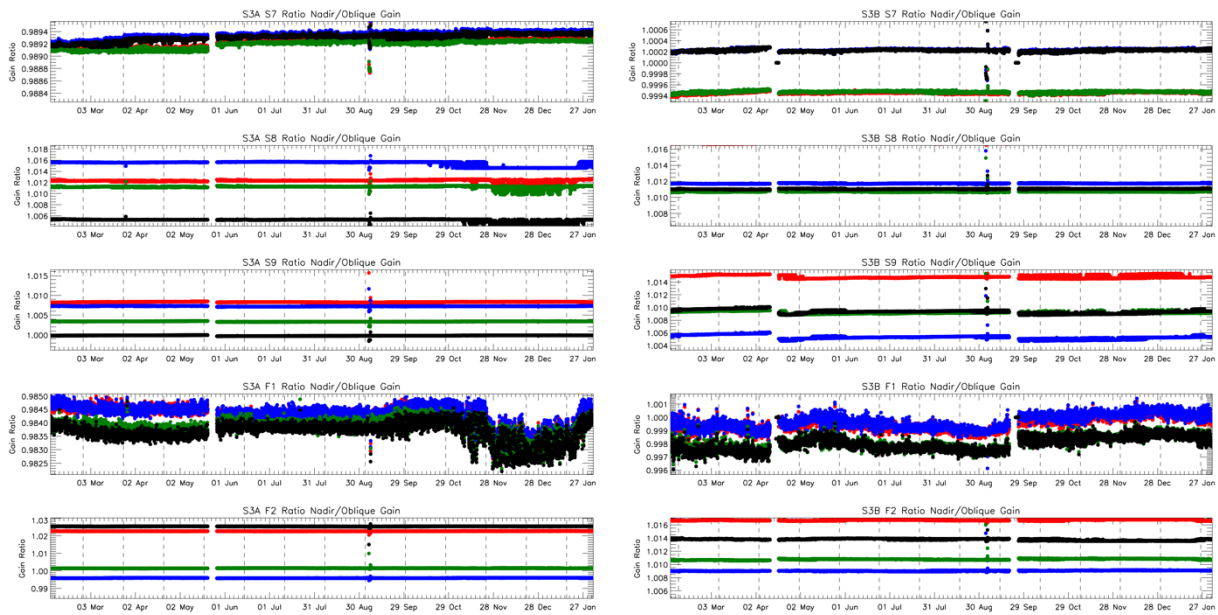 S3A S7 Ratio Nadir/Oblique Gain
Gain Ratio
0.9894
0.9892
0.9890
0.9888
0.9886
0.9884
03 Mar 02 Apr 02 May 01 Jun 01 Jul 31 Jul 30 Aug 29 Sep 29 Oct 28 Nov 28 Dec 27 Jan
S3B S7 Ratio Nadir/Oblique Gain
Gain Ratio
1.0006
1.0004
1.0002
1.0000
0.9998
0.9996
0.9994
03 Mar 02 Apr 02 May 01 Jun 01 Jul 31 Jul 30 Aug 29 Sep 29 Oct 28 Nov 28 Dec 27 Jan
S3A S8 Ratio Nadir/Oblique Gain
Gain Ratio
1.018
1.016
1.014
1.012
1.010
1.006
03 Mar 02 Apr 02 May 01 Jun 01 Jul 31 Jul 30 Aug 29 Sep 29 Oct 28 Nov 28 Dec 27 Jan
S3B S8 Ratio Nadir/Oblique Gain
Gain Ratio
1.016
1.014
1.012
1.010
1.008
03 Mar 02 Apr 02 May 01 Jun 01 Jul 31 Jul 30 Aug 29 Sep 29 Oct 28 Nov 28 Dec 27 Jan
S3A S9 Ratio Nadir/Oblique Gain
Gain Ratio
1.015
1.010
1.005
1.000
03 Mar 02 Apr 02 May 01 Jun 01 Jul 31 Jul 30 Aug 29 Sep 29 Oct 28 Nov 28 Dec 27 Jan
S3B S9 Ratio Nadir/Oblique Gain
Gain Ratio
1.014
1.010
1.006
1.004
03 Mar 02 Apr 02 May 01 Jun 01 Jul 31 Jul 30 Aug 29 Sep 29 Oct 28 Nov 28 Dec 27 Jan
S3A F1 Ratio Nadir/Oblique Gain
Gain Ratio
0.9850
0.9845
0.9835
0.9825
03 Mar 02 Apr 02 May 01 Jun 01 Jul 31 Jul 30 Aug 29 Sep 29 Oct 28 Nov 28 Dec 27 Jan
S3B F1 Ratio Nadir/Oblique Gain
Gain Ratio
1.001
1.000
0.998
0.997
0.996
03 Mar 02 Apr 02 May 01 Jun 01 Jul 31 Jul 30 Aug 29 Sep 29 Oct 28 Nov 28 Dec 27 Jan
S3A F2 Ratio Nadir/Oblique Gain
Gain Ratio
1.03
1.02
1.00
0.99
03 Mar 02 Apr 02 May 01 Jun 01 Jul 31 Jul 30 Aug 29 Sep 29 Oct 28 Nov 28 Dec 27 Jan
S3B F2 Ratio Nadir/Oblique Gain
Gain Ratio
1.016
1.014
1.010
1.008
1.006
03 Mar 02 Apr 02 May 01 Jun 01 Jul 31 Jul 30 Aug 29 Sep 29 Oct 28 Nov 28 Dec 27 Jan